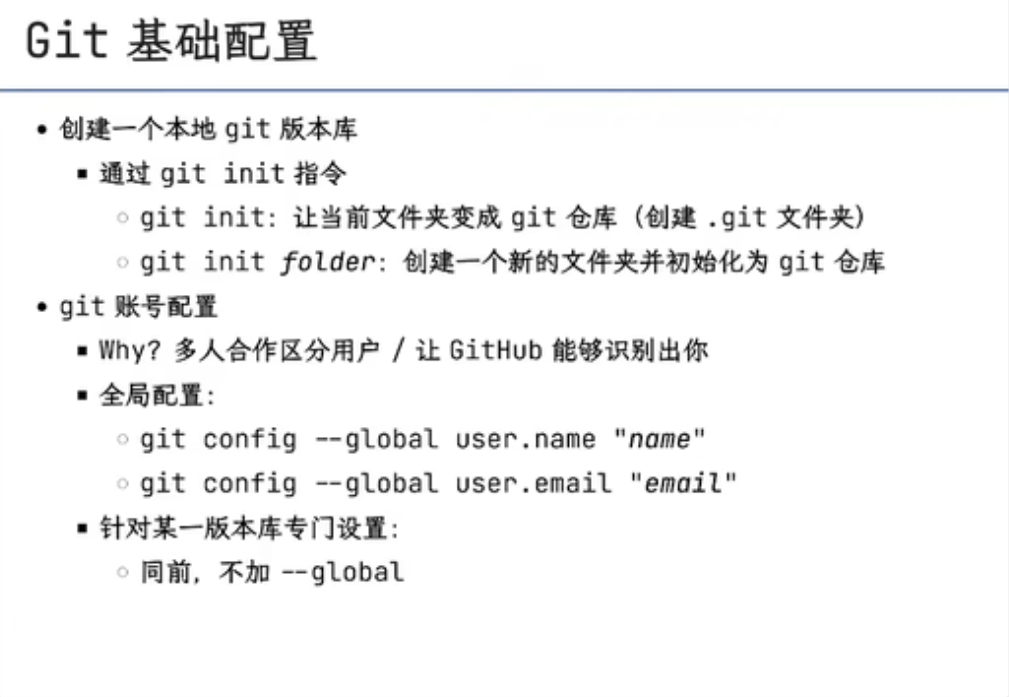 Git 基础配置
• 创建一个本地 git 版本库
▪ 通过 git init 指令
◦ git init: 让当前文件夹变成 git 仓库（创建 .git 文件夹）
◦ git init folder: 创建一个新的文件夹并初始化为 git 仓库
• git 账号配置
▪ Why? 多人合作区分用户 / 让 GitHub 能够识别出你
▪ 全局配置:
◦ git config --global user.name "name"
◦ git config --global user.email "email"
▪ 针对某一版本库专门设置:
◦ 同前, 不加 --global